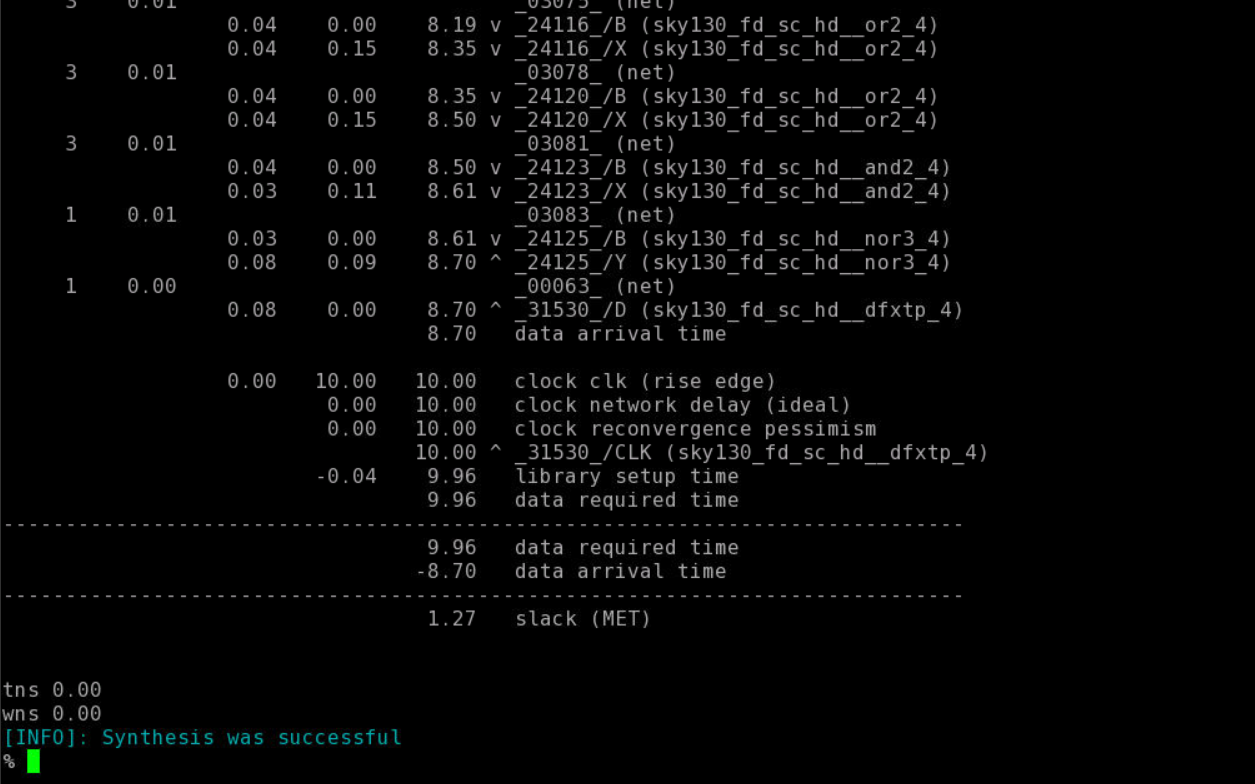 3 0.01 _03075_ (net)
0.04 0.00 8.19 v _24116_/B (sky130_fd_sc_hd__or2_4)
0.04 0.15 8.35 v _24116_/X (sky130_fd_sc_hd__or2_4)
3 0.01 _03078_ (net)
0.04 0.00 8.35 v _24120_/B (sky130_fd_sc_hd__or2_4)
0.04 0.15 8.50 v _24120_/X (sky130_fd_sc_hd__or2_4)
3 0.01 _03081_ (net)
0.04 0.00 8.50 v _24123_/B (sky130_fd_sc_hd__and2_4)
0.03 0.11 8.61 v _24123_/X (sky130_fd_sc_hd__and2_4)
1 0.01 _03083_ (net)
0.03 0.00 8.61 v _24125_/B (sky130_fd_sc_hd__nor3_4)
0.08 0.09 8.70 ^ _24125_/Y (sky130_fd_sc_hd__nor3_4)
1 0.00 _00063_ (net)
0.08 0.00 8.70 ^ _31530_/D (sky130_fd_sc_hd__dfxtp_4)
8.70 data arrival time
0.00 10.00 10.00 clock clk (rise edge)
0.00 10.00 clock network delay (ideal)
0.00 10.00 clock reconvergence pessimism
10.00 ^ _31530_/CLK (sky130_fd_sc_hd__dfxtp_4)
-0.04 9.96 library setup time
9.96 data required time
-----------------------------------------------------------------------------
9.96 data required time
-8.70 data arrival time
-----------------------------------------------------------------------------
1.27 slack (MET)
tns 0.00
wns 0.00
[INFO]: Synthesis was successful
%